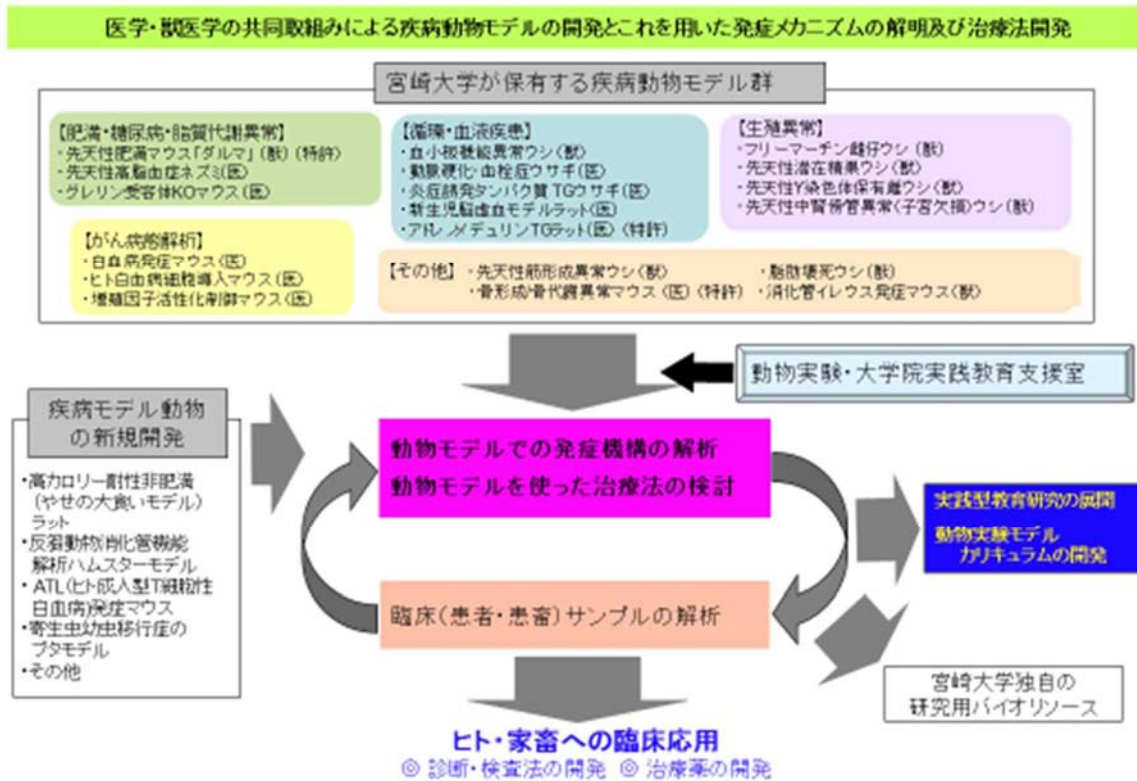 医学・獣医学の共同取組みによる疾病動物モデルの開発とこれを用いた発症メカニズムの解明及び治療法開発
宮崎大学が保有する疾病動物モデル群
【肥満・糖尿病・脂質代謝異常】
・先天性肥満マウス「ダルマ」(獣)(特許)
・先天性高脂血症ネズミ(医)
・グレリン受容体KOマウス(医)
【循環・血液疾患】
・血小板機能異常ウシ(獣)
・動脈硬化・血栓症ウサギ(医)
・炎症誘発タンパク質TGウサギ(医)
・新生児脳虚血モデルラット(医)
・アドレノメデュリンTGラット(医)(特許)
【生殖異常】
・フリーマーチン雌仔ウシ(獣)
・先天性潜在精巣ウシ(獣)
・先天性Y染色体保有雌ウシ(獣)
・先天性中腎傍管異常(子宮欠損)ウシ(獣)
【がん病態解析】
・白血病発症マウス(医)
・ヒト白血病細胞導入マウス(医)
・増殖因子活性化制御マウス(医)
【その他】 ・先天性筋形成異常ウシ(獣) ・脂肪壊死ウシ(獣)
・骨形成/骨代謝異常マウス(医)(特許) ・消化管イレウス発症マウス(獣)
動物実験・大学院実践教育支援室
疾病モデル動物
の新規開発
・高カロリー耐性非肥満
(やせの大食いモデル)
ラット
・反芻動物消化管機能
解析ハムスターモデル
・ATL(ヒト成人型T細胞性
白血病)発症マウス
・寄生虫幼虫移行症の
ブタモデル
・その他
動物モデルでの発症機構の解析
動物モデルを使った治療法の検討
実践型教育研究の展開
動物実験モデル
カリキュラムの開発
臨床(患者・患畜)サンプルの解析
宮崎大学独自の
研究用バイオリソース
ヒト・家畜への臨床応用
◎ 診断・検査法の開発 ◎ 治療薬の開発